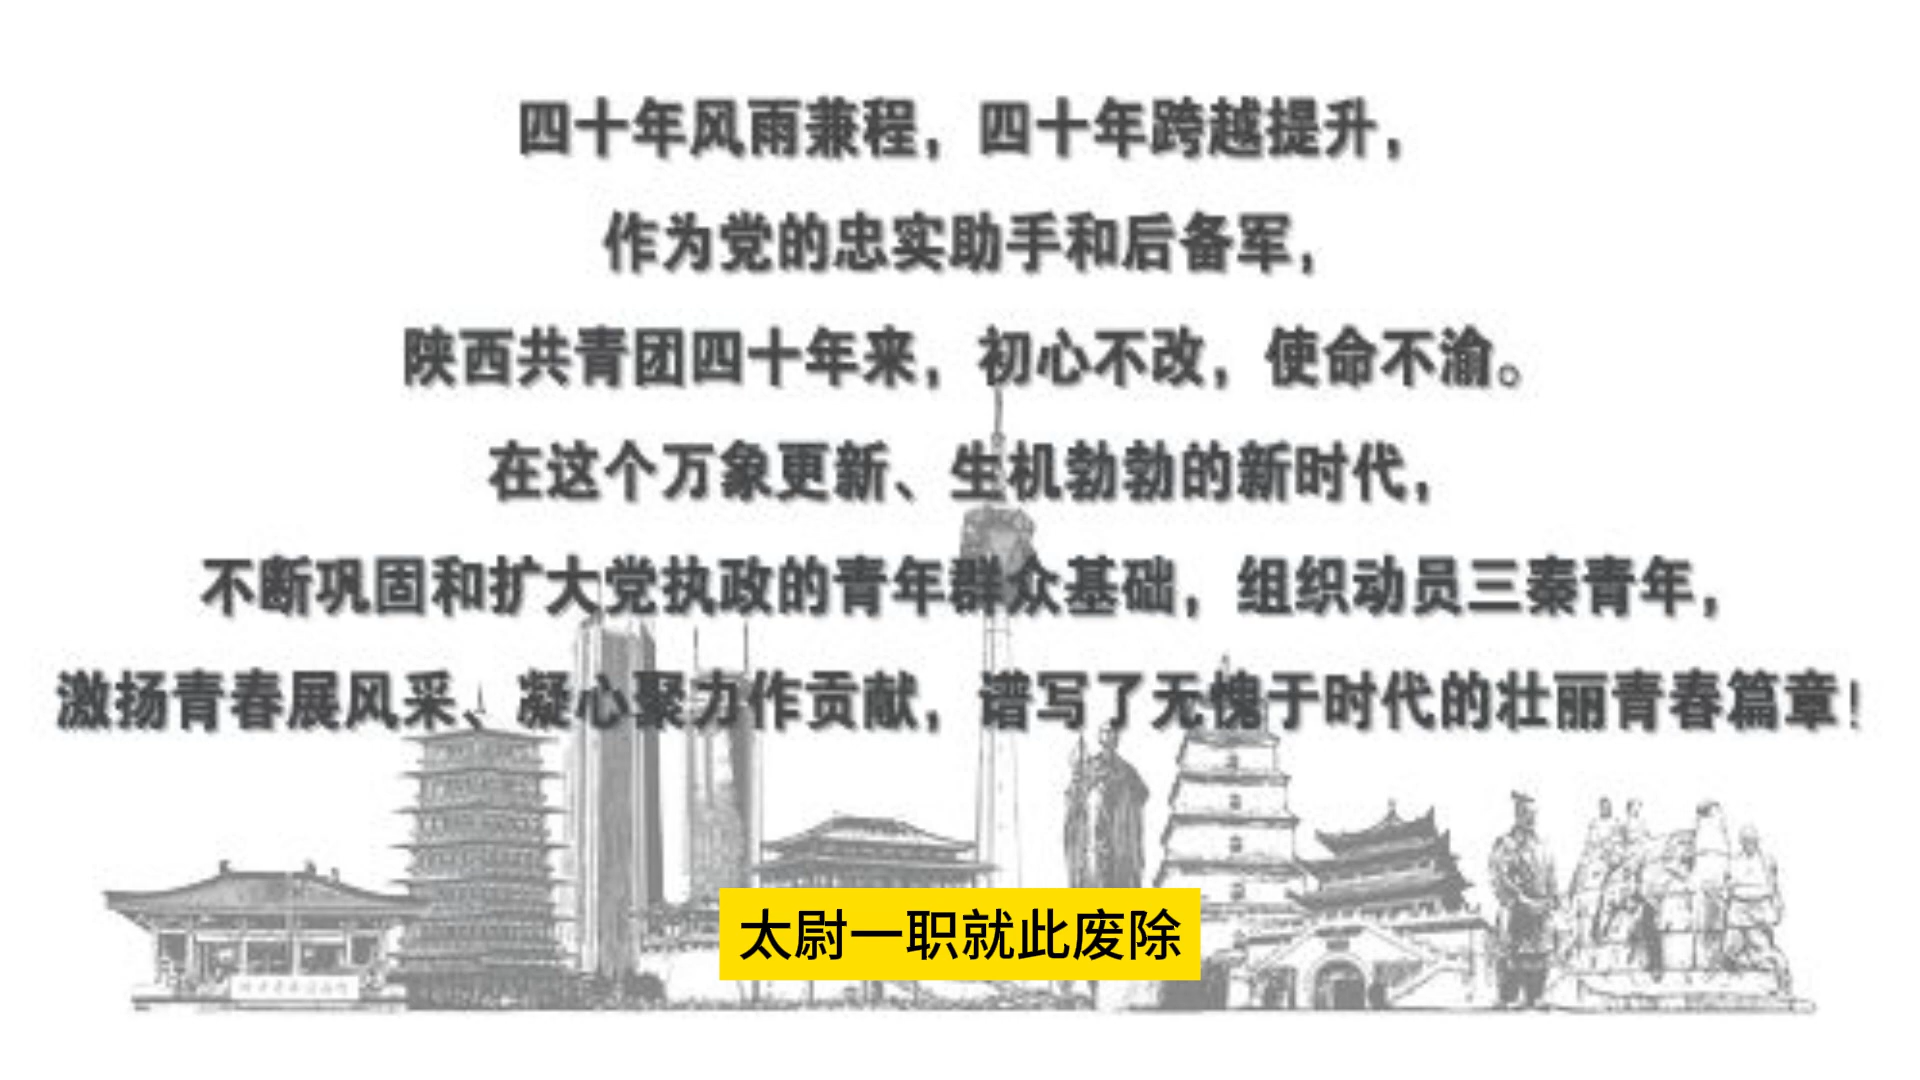 四十年风雨兼程，四十年跨越提升，
作为党的忠实助手和后备军，
陕西共青团四十年来，初心不改，使命不渝。
在这个万象更新、生机勃勃的新时代，
不断巩固和扩大党执政的青年群众基础，组织动员三秦青年，
激扬青春展风采、凝心聚力作贡献，谱写了无愧于时代的壮丽青春篇章！
太尉一职就此废除